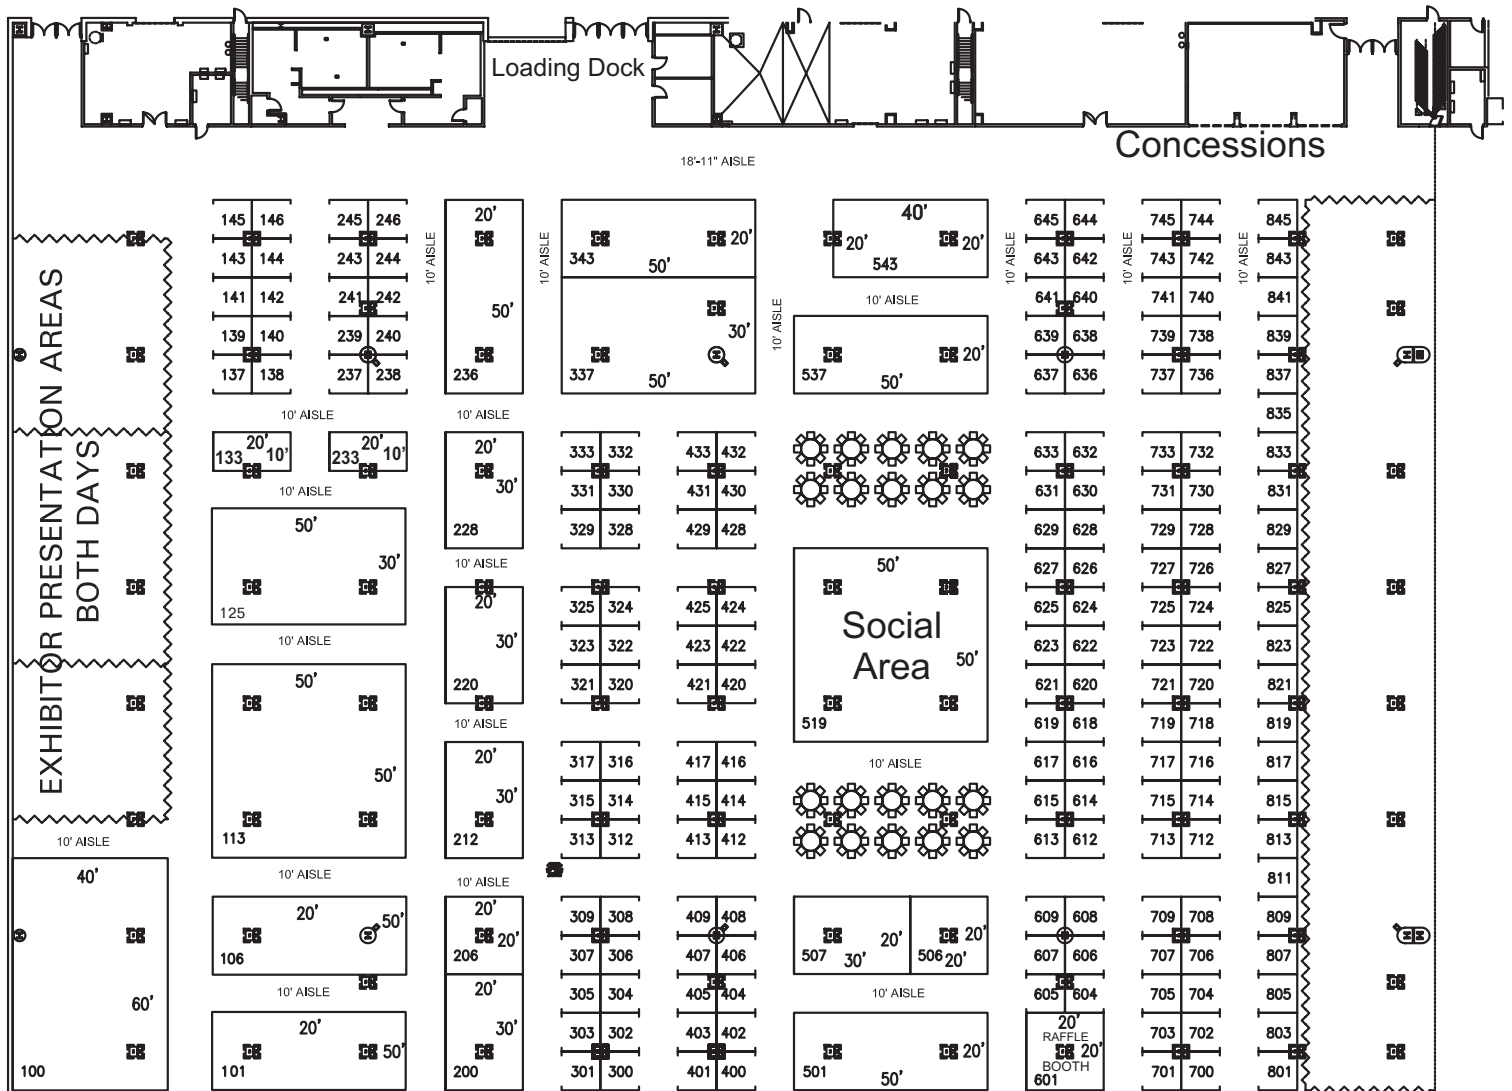 Loading Dock
Concessions
18'-11" AISLE
145 146 245 246 20' 40' 645 644 745 744 845
10' AISLE 10' AISLE 20' 20' 20' 10' AISLE 10' AISLE 10' AISLE
343 50' 543
143 144 243 244 643 642 743 742 843
141 142 241 242 50' 10' AISLE 641 640 741 740 841
139 140 239 240 30' 10' AISLE 20' 639 638 739 738 839
137 138 237 238 236 337 50' 537 50' 637 636 737 736 837
10' AISLE 10' AISLE 835
EXHIBITOR PRESENTATION AREAS
BOTH DAYS
133 20' 10' 233 20' 10' 20' 333 332 433 432 633 632 733 732 833
10' AISLE 30' 331 330 431 430 631 630 731 730 831
50' 228 329 328 429 428 629 628 729 728 829
30' 10' AISLE 50' 627 626 727 726 827
125 20' 325 324 425 424 625 624 725 724 825
Social
Area
10' AISLE 30' 323 322 423 422 50' 623 622 723 722 823
50' 220 321 320 421 420 621 620 721 720 821
10' AISLE 519 619 618 719 718 819
50' 20' 317 316 417 416 10' AISLE 617 616 717 716 817
30' 315 314 415 414 615 614 715 714 815
10' AISLE 113 212 313 312 413 412 613 612 713 712 813
40' 10' AISLE 10' AISLE 811
20' 50' 20' 309 308 409 408 609 608 709 708 809
106 20' 206 307 306 407 406 507 30' 20' 506 20' 20' 607 606 707 706 807
60' 10' AISLE 20' 305 304 405 404 10' AISLE 605 604 705 704 805
20' 30' 303 302 403 402 20'
RAFFLE
BOOTH
20' 703 702 803
100 101 50' 200 301 300 401 400 501 50' 20' 601 701 700 801